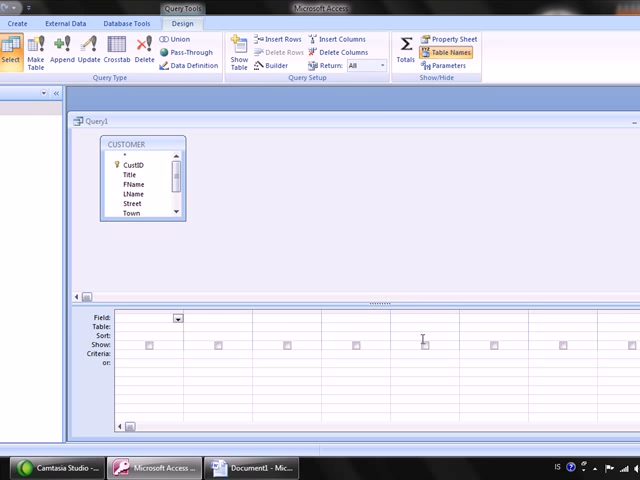 Query Tools
Microsoft Access
Create External Data Database Tools Design
Select
Make Table
Append
Update
Crosstab
Delete
Union
Pass-Through
Data Definition
Query Type
Show Table
Insert Rows
Delete Rows
Builder
Insert Columns
Delete Columns
Return: All
Query Setup
Totals
Property Sheet
Table Names
Parameters
Show/Hide
Query1
CUSTOMER
*
CustID
Title
FName
LName
Street
Town
Field:
Table:
Sort:
Show:
Criteria:
or:
Camtasia Studio -...
Microsoft Access ...
Document1 - Mic...
IS